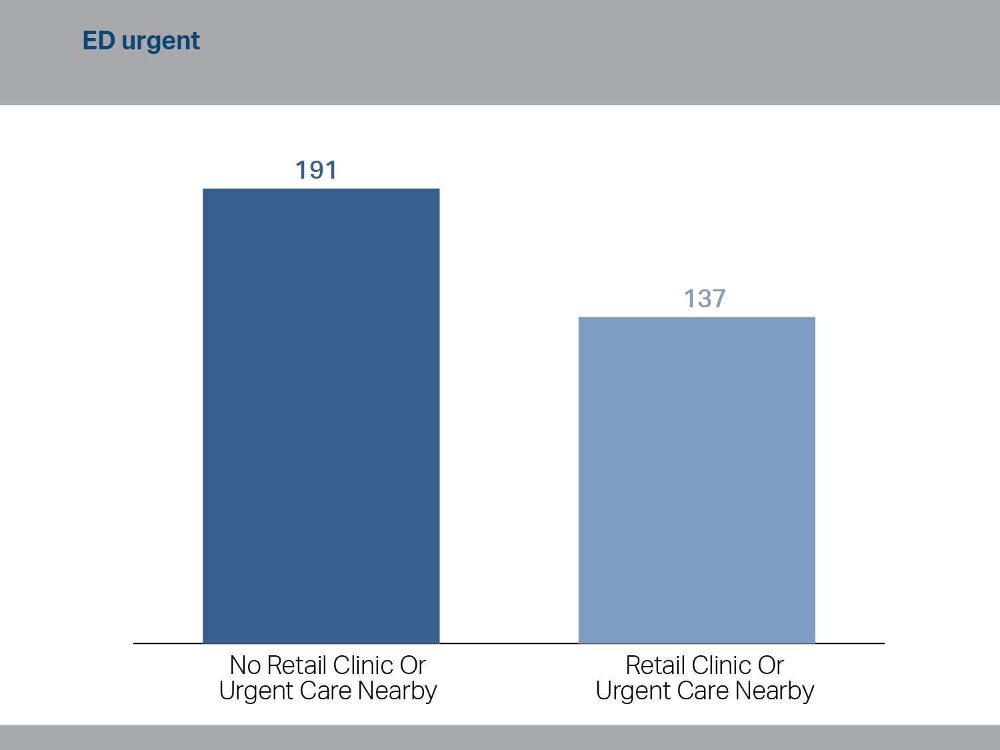 ED urgent
191
137
No Retail Clinic Or
Urgent Care Nearby
Retail Clinic Or
Urgent Care Nearby